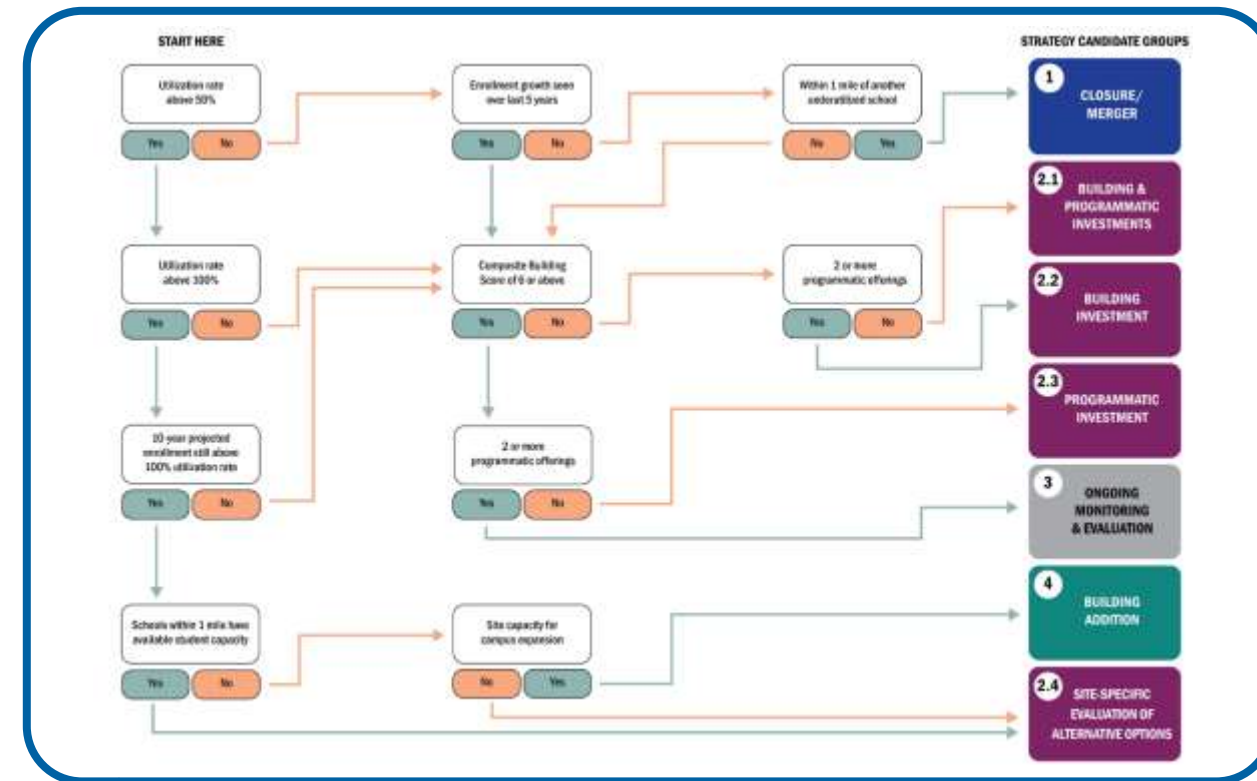 START HERE
STRATEGY CANDIDATE GROUPS
Utilization rate
above 50%
Yes
No
Enrollment growth seen
over last 5 years
Yes
No
Within 1 mile of another
underutilized school
No
Yes
1
CLOSURE/
MERGER
2.1
BUILDING &
PROGRAMMATIC
INVESTMENTS
Utilization rate
above 100%
Yes
No
Composite Building
Score of 6 or above
Yes
No
2 or more
programmatic offerings
Yes
No
2.2
BUILDING
INVESTMENT
2.3
PROGRAMMATIC
INVESTMENT
10-year projected
enrollment still above
100% utilization rate
Yes
No
2 or more
programmatic offerings
Yes
No
3
ONGOING
MONITORING
& EVALUATION
4
BUILDING
ADDITION
Schools within 1 mile have
available student capacity
Yes
No
Site capacity for
campus expansion
No
Yes
2.4
SITE-SPECIFIC
EVALUATION OF
ALTERNATIVE OPTIONS